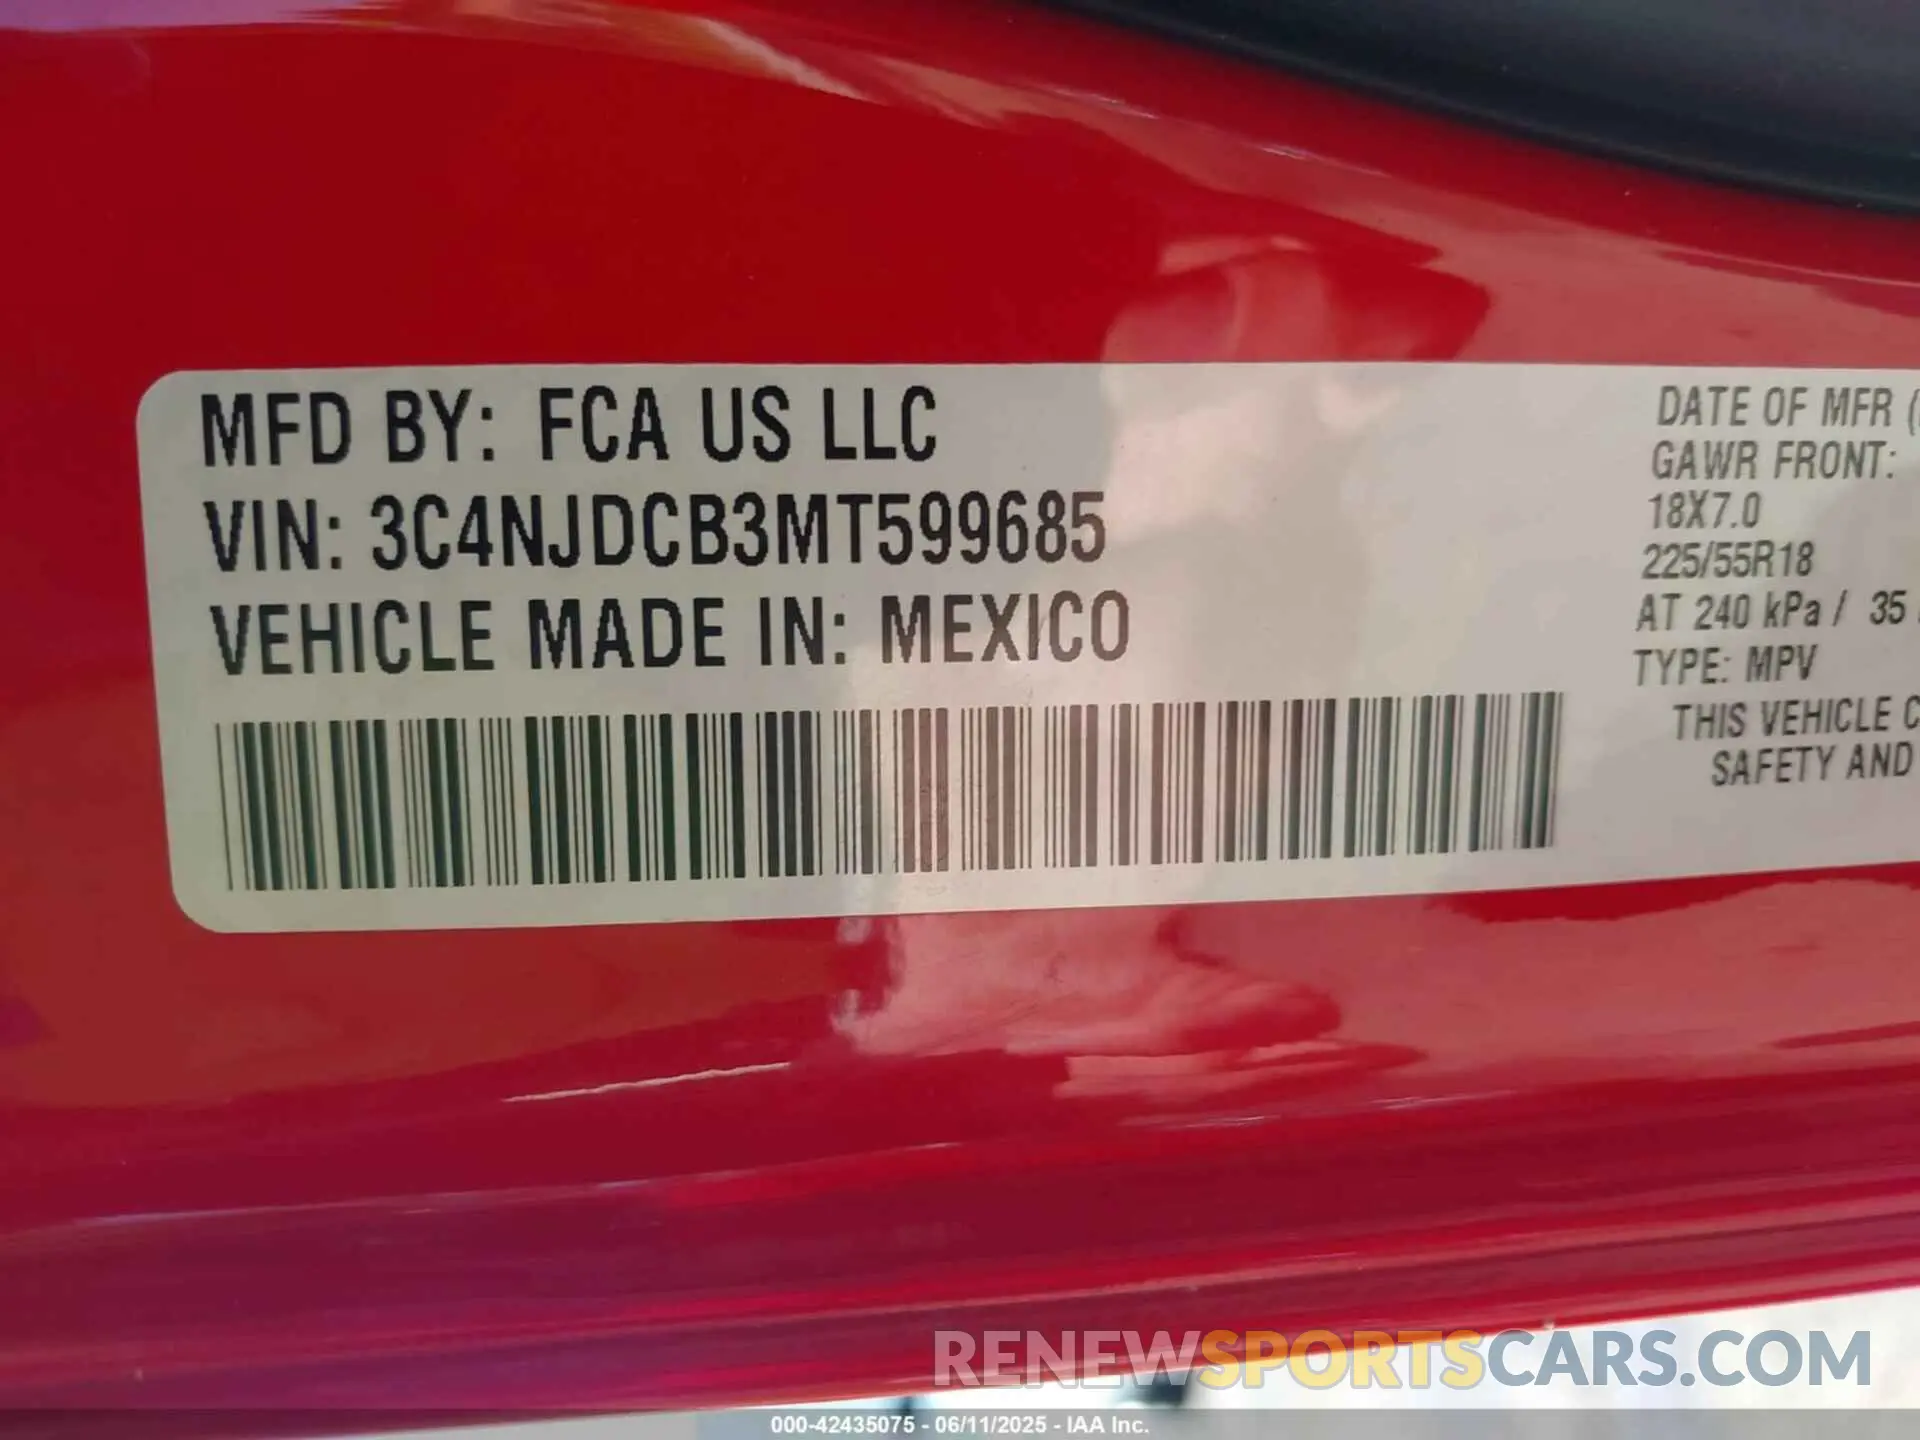 MFD BY: FCA US LLC
VIN: 3C4NJDCB3MT599685
VEHICLE MADE IN: MEXICO
DATE OF MFR (
GAWR FRONT:
18X7.0
225/55R18
AT 240 kPa / 35
TYPE: MPV
THIS VEHICLE C
SAFETY AND
RENEWSPORTSCARS.COM
000-42435075 - 06/11/2025 - IAA Inc.